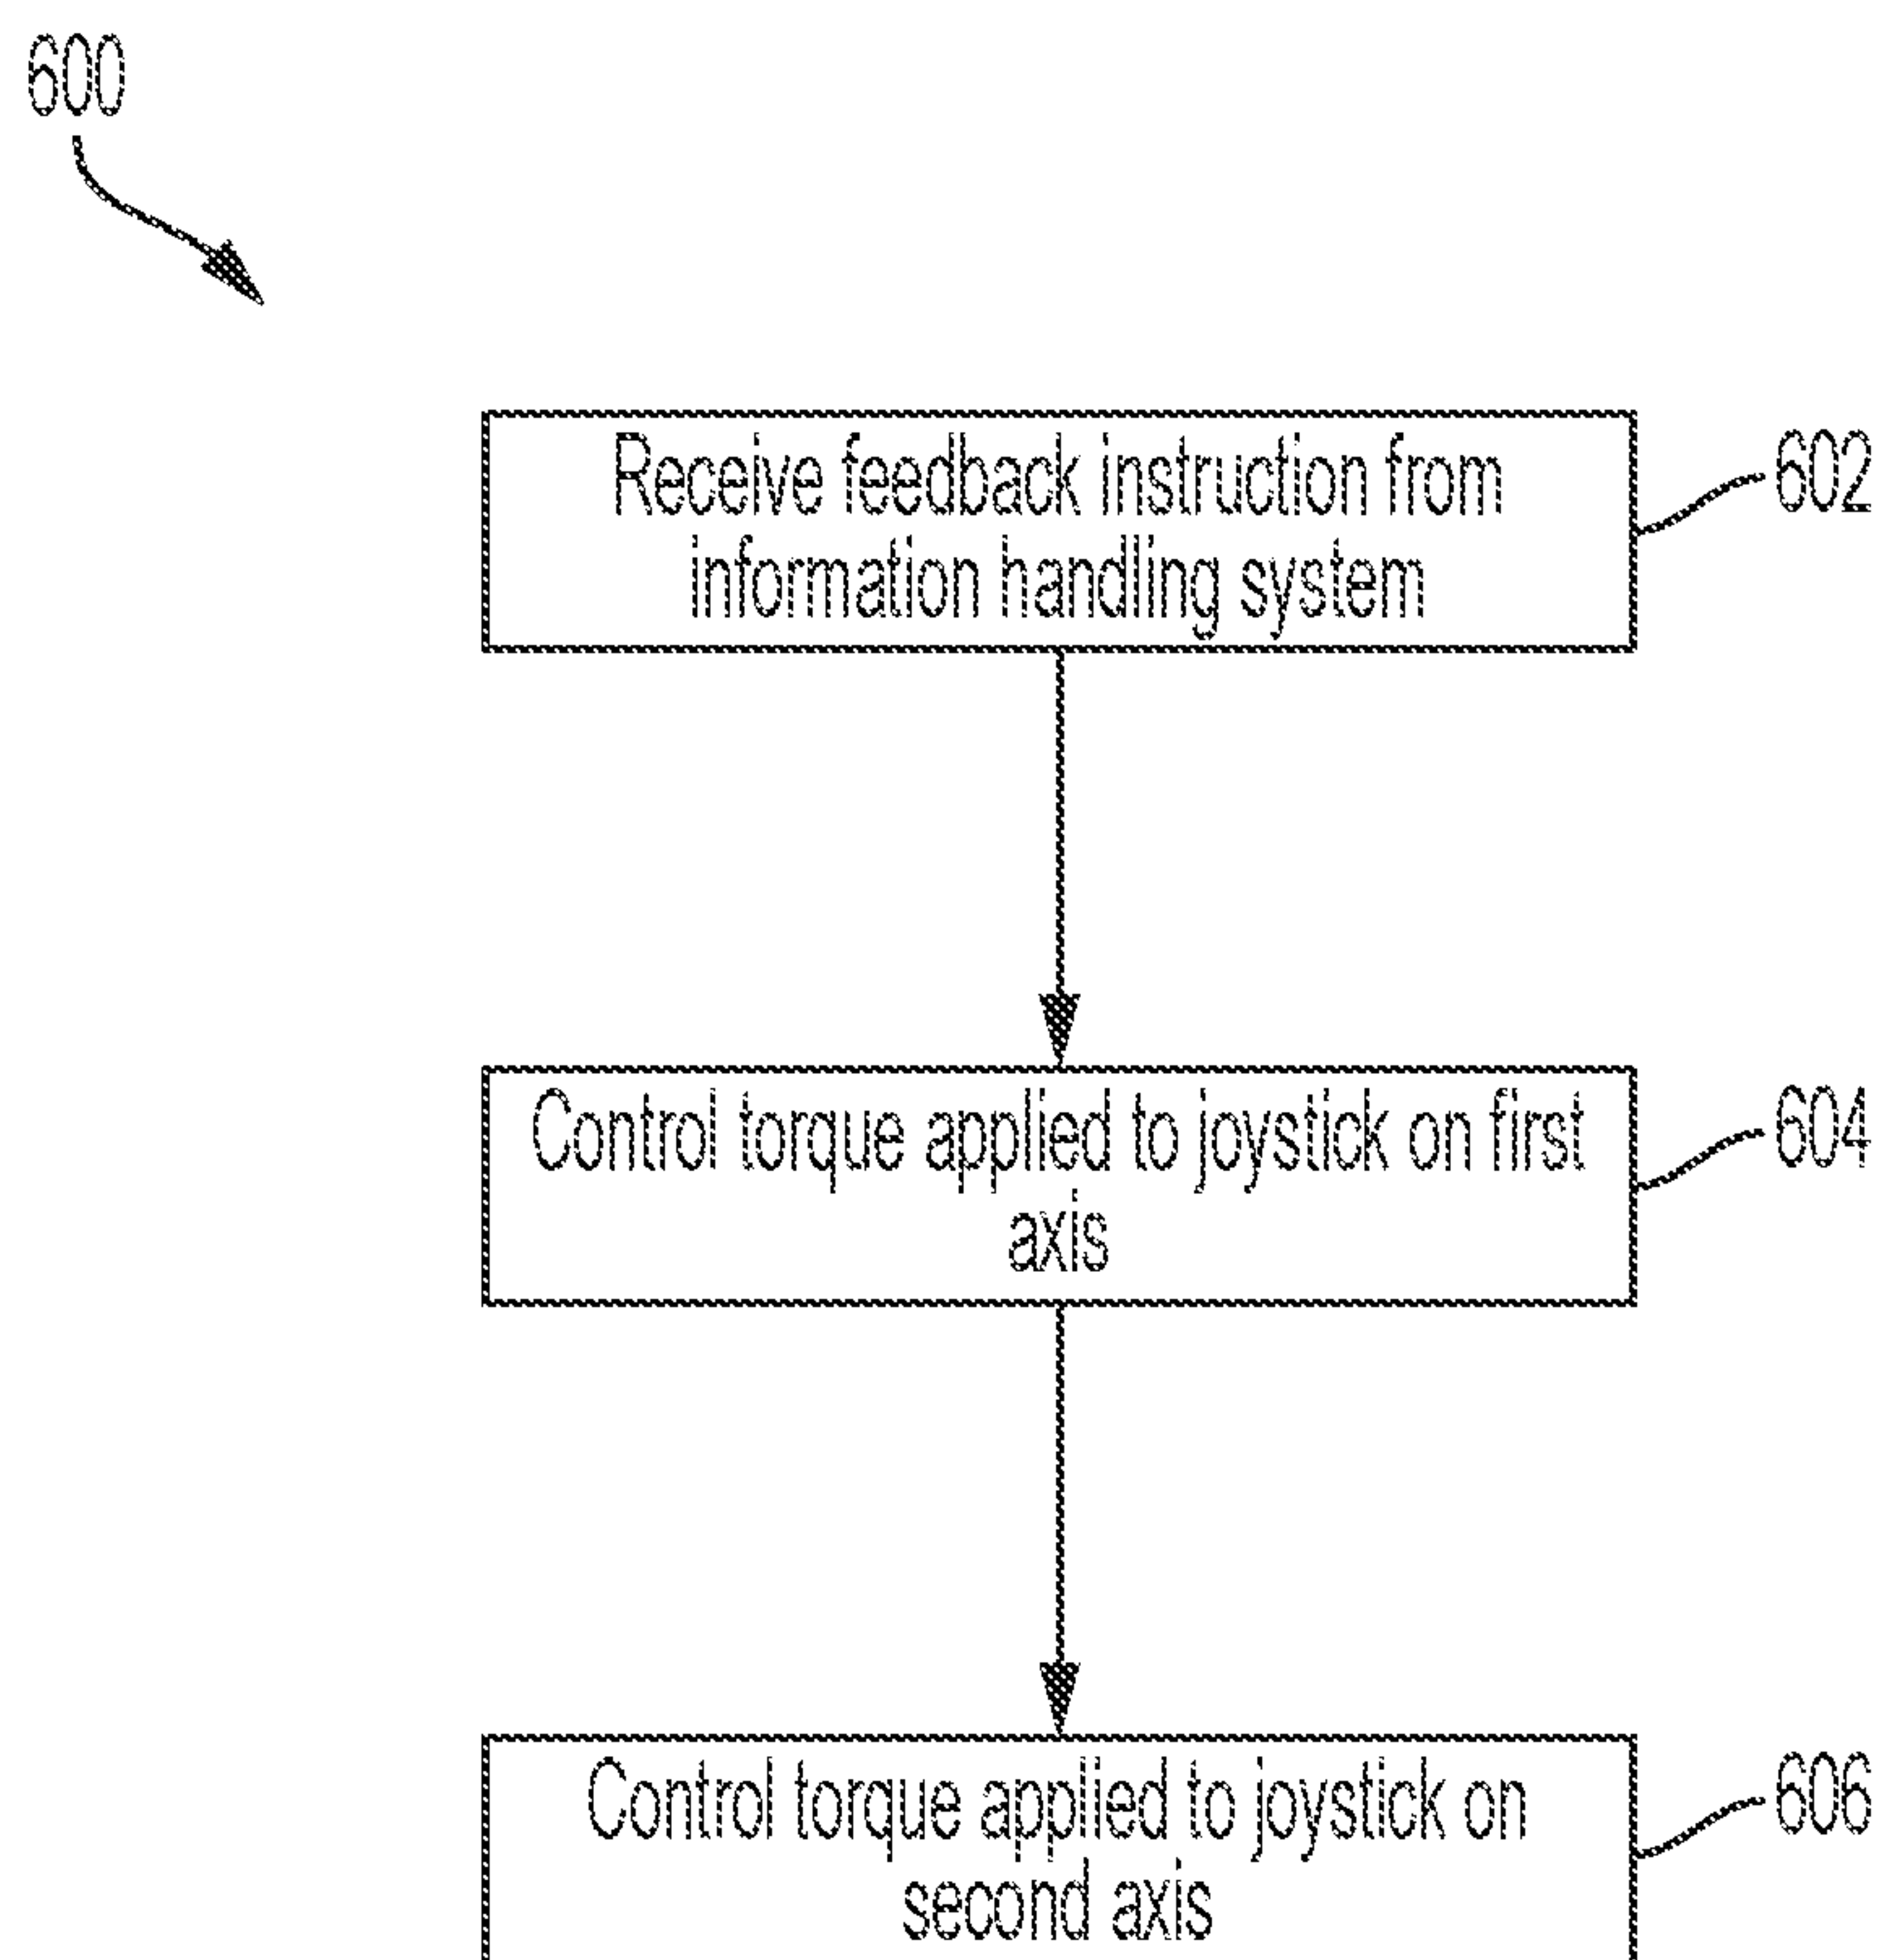 600
Receive feedback instruction from
information handling system
602
Control torque applied to joystick on first
axis
604
Control torque applied to joystick on
second axis
606